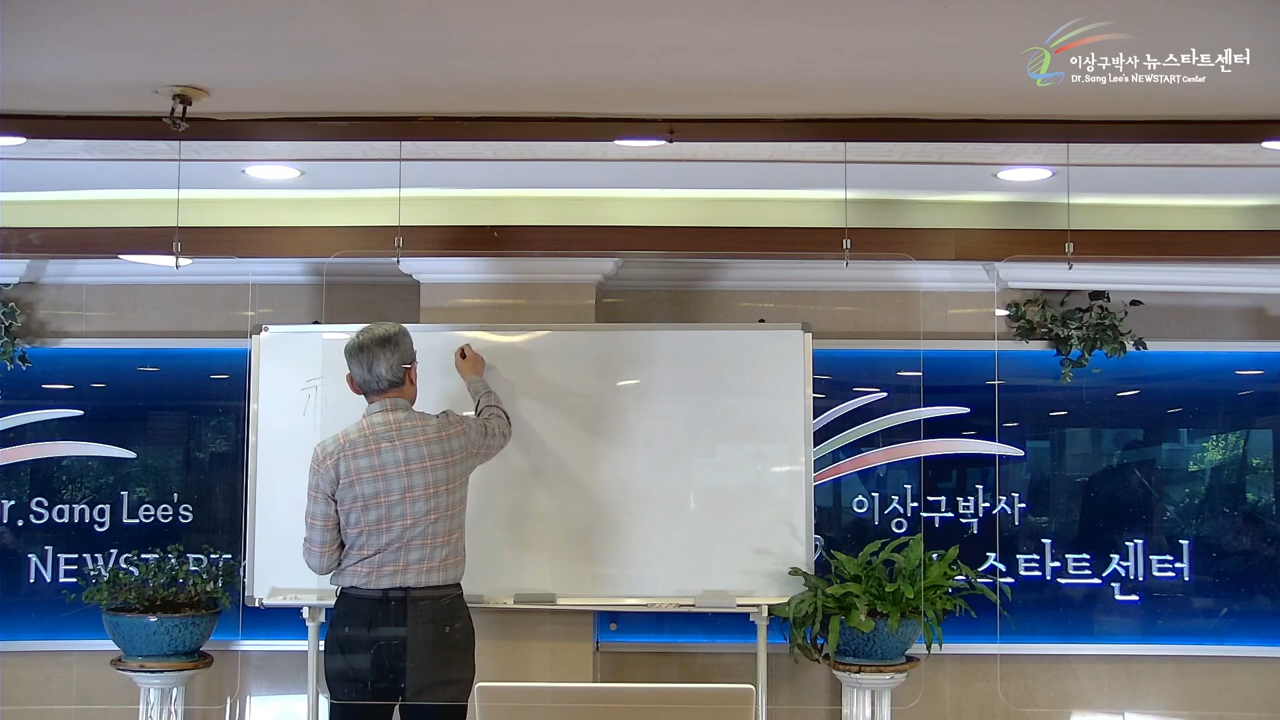 이상구박사 뉴스타트센터
Dr. Sang Lee's NEWSTART Center
r. Sang Lee's
NEWSTART
이상구박사
스타트센터